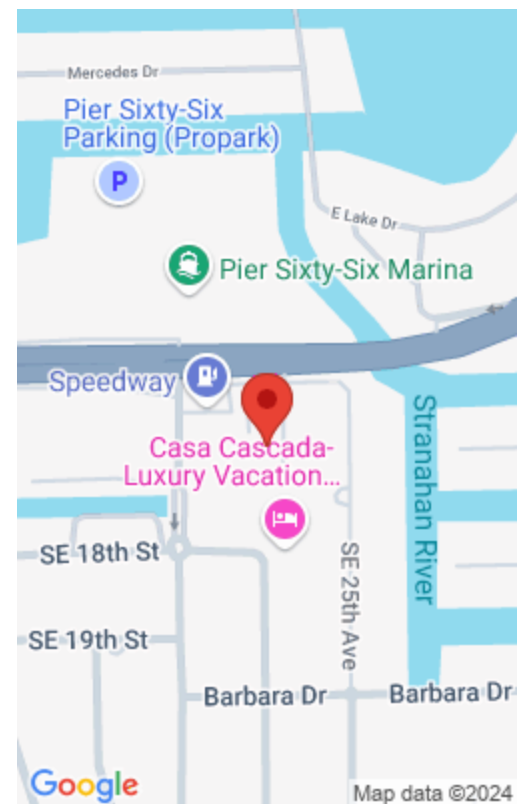 Mercedes Dr
Pier Sixty-Six
Parking (Propark)
P
E Lake Dr
Pier Sixty-Six Marina
Speedway
Casa Cascada-
Luxury Vacation...
Stranahan River
SE 18th St
SE 25th Ave
SE 19th St
Barbara Dr
Barbara Dr
Google
Map data ©2024